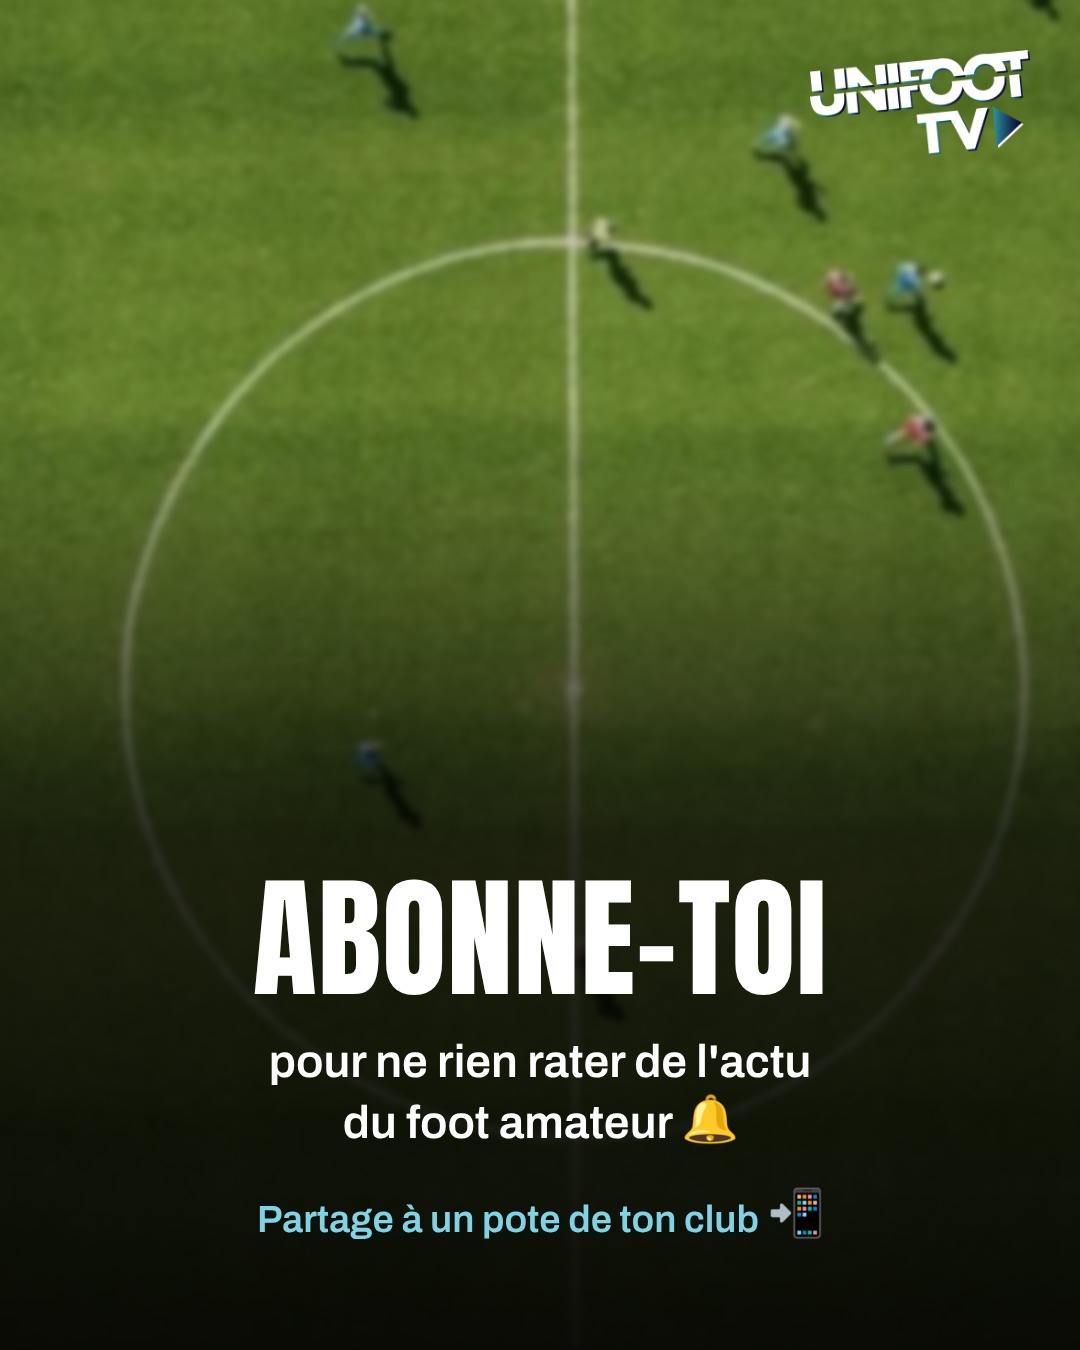 UNIFOOT
TV
ABONNE-TOI
pour ne rien rater de l'actu
du foot amateur 🔔
Partage à un pote de ton club 📲